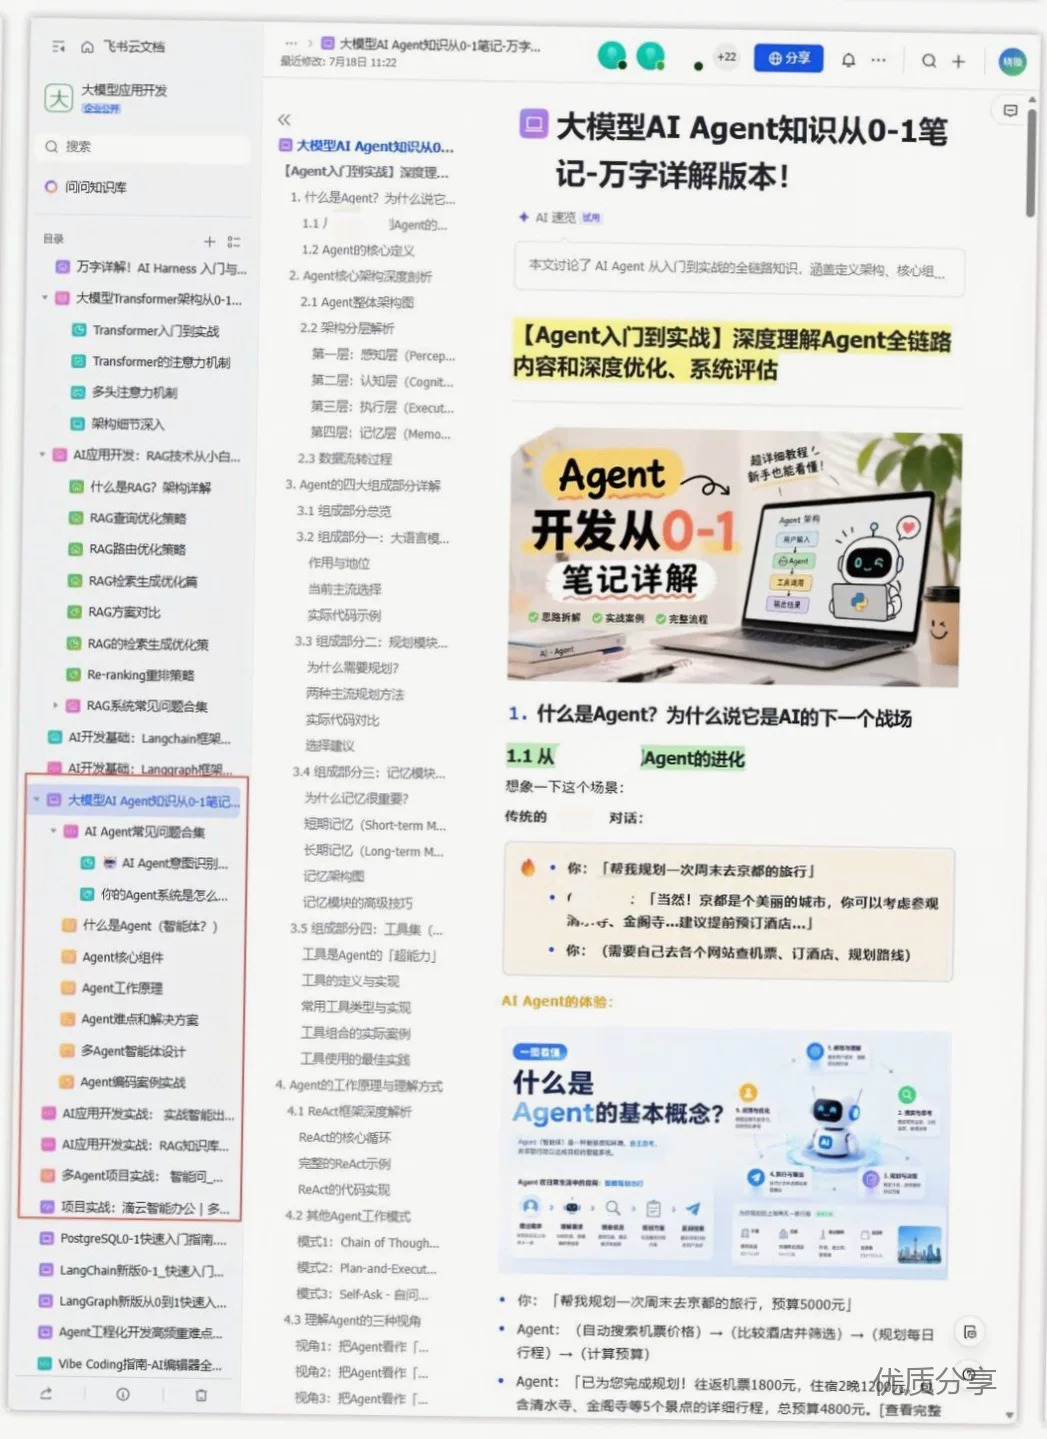 飞书云文档
大模型应用开发
企业公开
搜索
问问知识库
目录
万字详解！AI Harness 入门与...
大模型Transformer架构从0-1...
Transformer入门到实战
Transformer的注意力机制
多头注意力机制
架构细节深入
AI应用开发：RAG技术从小白...
什么是RAG？架构详解
RAG查询优化策略
RAG路由优化策略
RAG检索生成优化篇
RAG方案对比
RAG的检索生成优化策
Re-ranking重排策略
RAG系统常见问题合集
AI开发基础：Langchain框架...
AI开发基础：Langgraph框架...
大模型AI Agent知识从0-1笔记...
AI Agent常见问题合集
AI Agent意图识别...
你的Agent系统是怎么...
什么是Agent（智能体？）
Agent核心组件
Agent工作原理
Agent难点和解决方案
多Agent智能体设计
Agent编码案例实战
AI应用开发实战：实战智能出...
AI应用开发实战：RAG知识库...
多Agent项目实战：智能问_...
项目实战：滴云智能办公 | 多...
PostgreSQL0-1快速入门指南....
LangChain新版0-1_快速入门...
LangGraph新版从0到1快速入...
Agent工程化开发高频重难点...
Vibe Coding指南-AI编辑器全...
... > 大模型AI Agent知识从0-1笔记-万字...
最近修改: 7月18日 11:22
+22
分享
大模型AI Agent知识从0...
【Agent入门到实战】深度理...
1. 什么是Agent？为什么说它...
1.1 Agent的...
1.2 Agent的核心定义
2. Agent核心架构深度剖析
2.1 Agent整体架构图
2.2 架构分层解析
第一层：感知层（Percep...
第二层：认知层（Cognit...
第三层：执行层（Execut...
第四层：记忆层（Memo...
2.3 数据流转过程
3. Agent的四大组成部分详解
3.1 组成部分总览
3.2 组成部分一：大语言模...
作用与地位
当前主流选择
实际代码示例
3.3 组成部分二：规划模块...
为什么需要规划?
两种主流规划方法
实际代码对比
选择建议
3.4 组成部分三：记忆模块...
为什么记忆很重要?
短期记忆（Short-term M...
长期记忆（Long-term M...
记忆架构图
记忆模块的高级技巧
3.5 组成部分四：工具集（...
工具是Agent的「超能力」
工具的定义与实现
常用工具类型与实现
工具组合的实际案例
工具使用的最佳实践
4. Agent的工作原理与理解方式
4.1 ReAct框架深度解析
ReAct的核心循环
完整的ReAct示例
ReAct的代码实现
4.2 其他Agent工作模式
模式1：Chain of Though...
模式2：Plan-and-Execut...
模式3：Self-Ask - 自问...
4.3 理解Agent的三种视角
视角1：把Agent看作「...
视角2：把Agent看作「...
视角3：把Agent看作「...
大模型AI Agent知识从0-1笔
记-万字详解版本！
AI 速览 试用
本文讨论了 AI Agent 从入门到实战的全链路知识，涵盖定义架构、核心组...
【Agent入门到实战】深度理解Agent全链路
内容和深度优化、系统评估
Agent
开发从0-1
笔记详解
思路拆解 实战案例 完整流程
超详细教程！
新手也能看懂！
Agent 架构
用户输入
Agent
工具调用
输出结果
AI - Agent
1. 什么是Agent？为什么说它是AI的下一个战场
1.1 从 Agent的进化
想象一下这个场景：
传统的 对话：
你：「帮我规划一次周末去京都的旅行」
：「当然！京都是个美丽的城市，你可以考虑参观
寺、金阁寺...建议提前预订酒店...」
你：（需要自己去各个网站查机票、订酒店、规划路线）
AI Agent的体验：
一图看懂
什么是
Agent的基本概念?
AI
你：「帮我规划一次周末去京都的旅行，预算5000元」
Agent：（自动搜索机票价格）→（比较酒店并筛选）→（规划每日
行程）→（计算预算）
Agent：「已为您完成规划！往返机票1800元，住宿2晚1200元，包
含清水寺、金阁寺等5个景点的详细行程，总预算4800元。[查看完整
优质分享